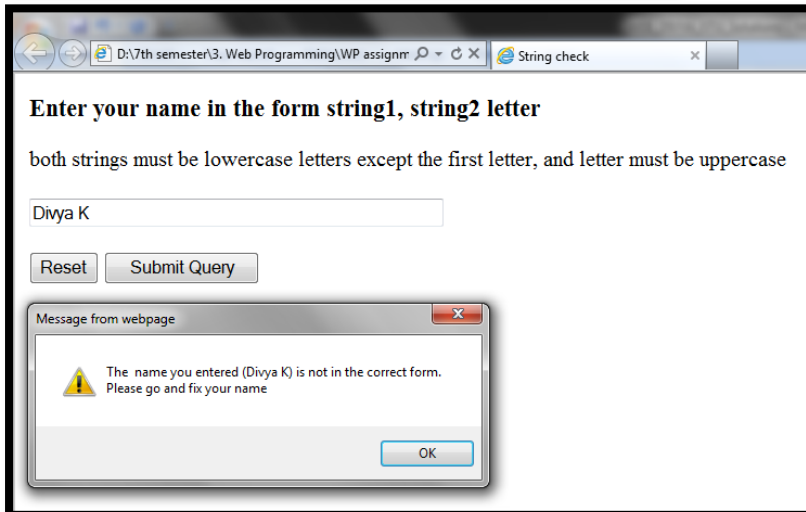 D:\7th semester\3. Web Programming\WP assignm
String check
Enter your name in the form string1, string2 letter
both strings must be lowercase letters except the first letter, and letter must be uppercase
Divya K
Reset Submit Query
Message from webpage
The name you entered (Divya K) is not in the correct form.
Please go and fix your name
OK